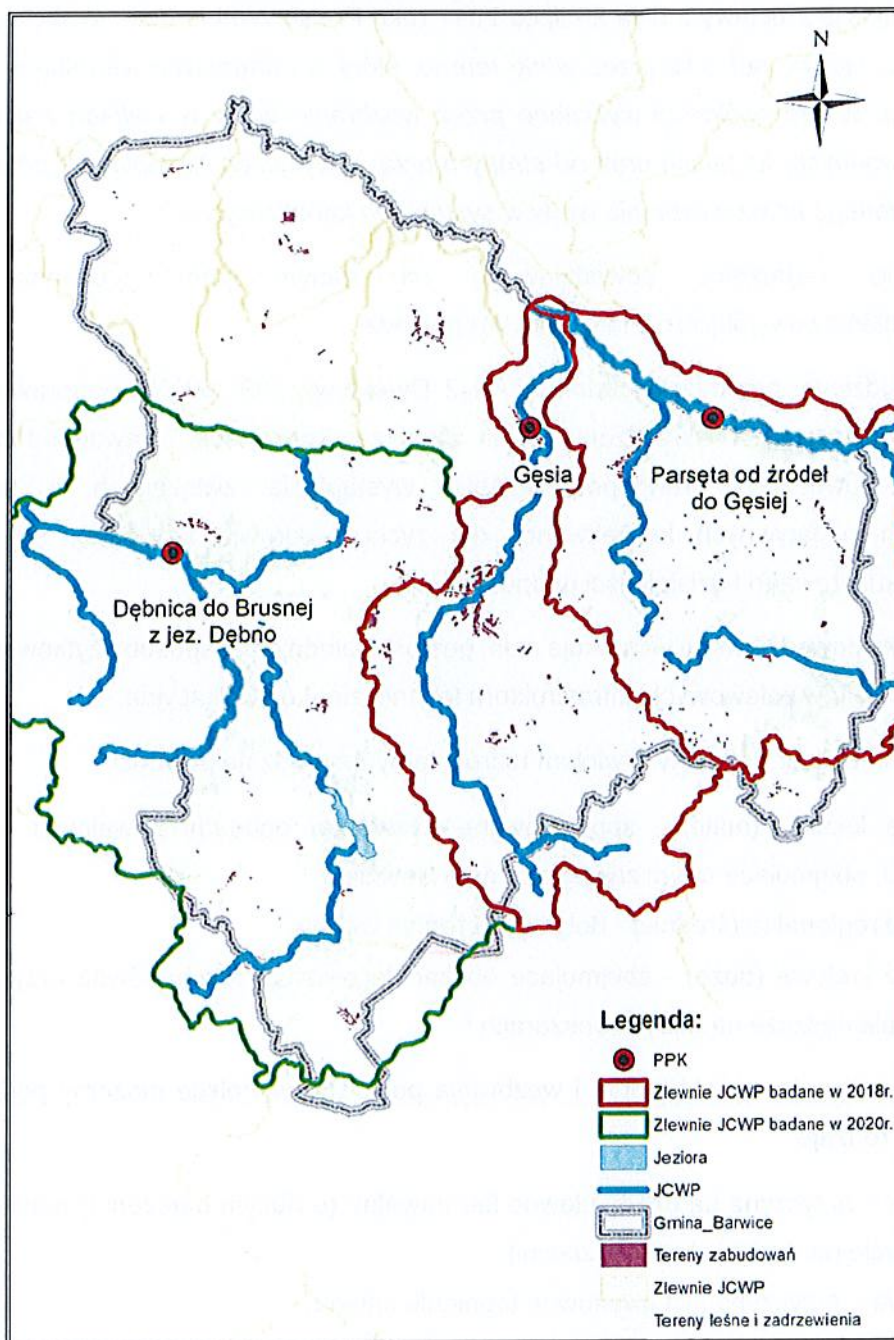 N
Gęsia
Parsęta od źródeł
do Gęsiej
Dębnica do Brusnej
z jez. Dębno
Legenda:
PPK
Zlewnie JCWP badane w 2018r.
Zlewnie JCWP badane w 2020r.
Jeziora
JCWP
Gmina_Barwice
Tereny zabudowań
Zlewnie JCWP
Tereny leśne i zadrzewienia